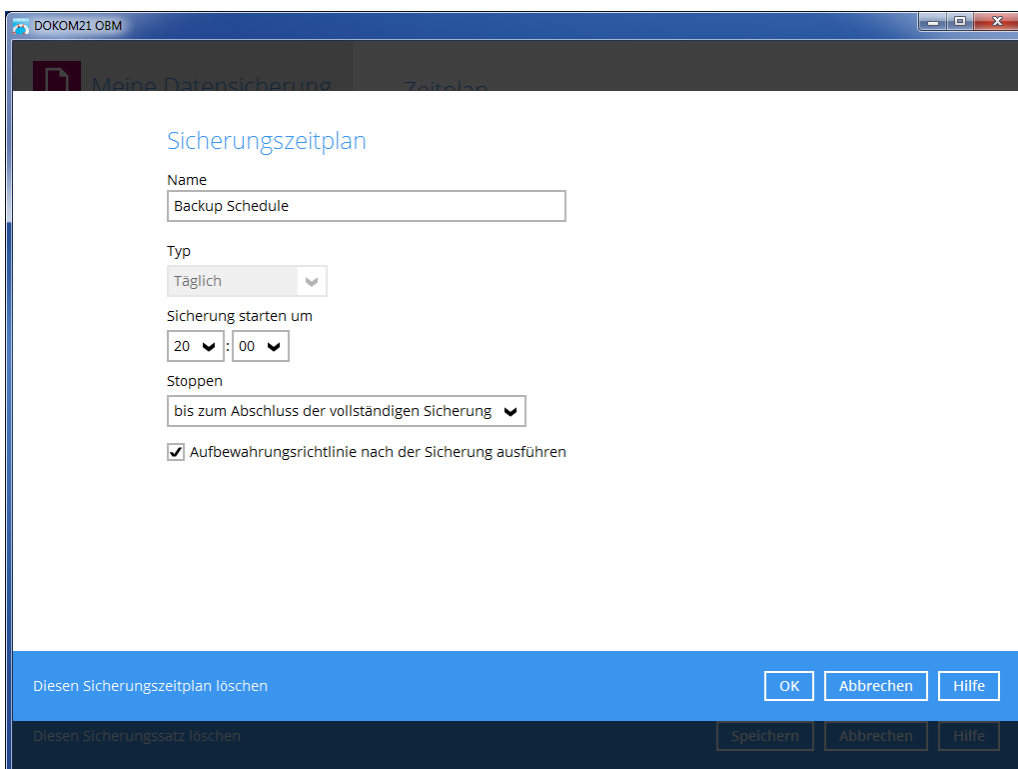 DOKOM21 OBM
Meine Datensicherung
Zeitplan
Sicherungszeitplan
Name
Backup Schedule
Typ
Täglich
Sicherung starten um
20 : 00
Stoppen
bis zum Abschluss der vollständigen Sicherung
Aufbewahrungsrichtlinie nach der Sicherung ausführen
Diesen Sicherungszeitplan löschen OK Abbrechen Hilfe
Diesen Sicherungssatz löschen Speichern Abbrechen Hilfe